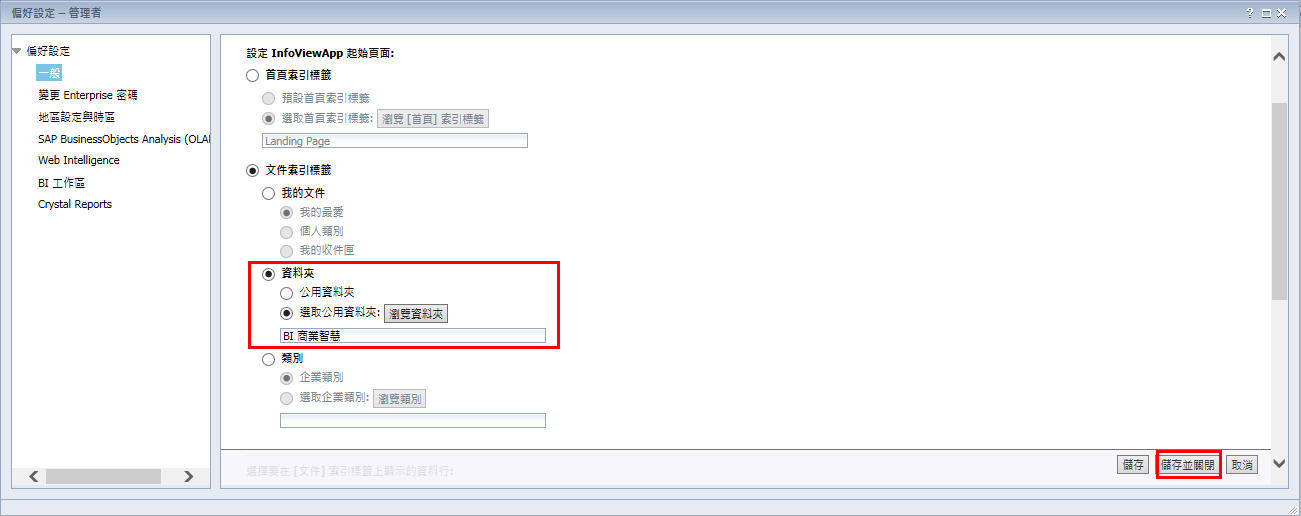 偏好設定 – 管理者
?
偏好設定
一般
變更 Enterprise 密碼
地區設定與時區
SAP BusinessObjects Analysis (OLA
Web Intelligence
BI 工作區
Crystal Reports
設定 InfoViewApp 起始頁面:
首頁索引標籤
預設首頁索引標籤
選取首頁索引標籤: 瀏覽 [首頁] 索引標籤
Landing Page
文件索引標籤
我的文件
我的最愛
個人類別
我的收件匣
資料夾
公用資料夾
選取公用資料夾: 瀏覽資料夾
BI 商業智慧
類別
企業類別
選取企業類別: 瀏覽類別
選擇要在 [文件] 索引標籤上顯示的資料行:
儲存 儲存並關閉 取消